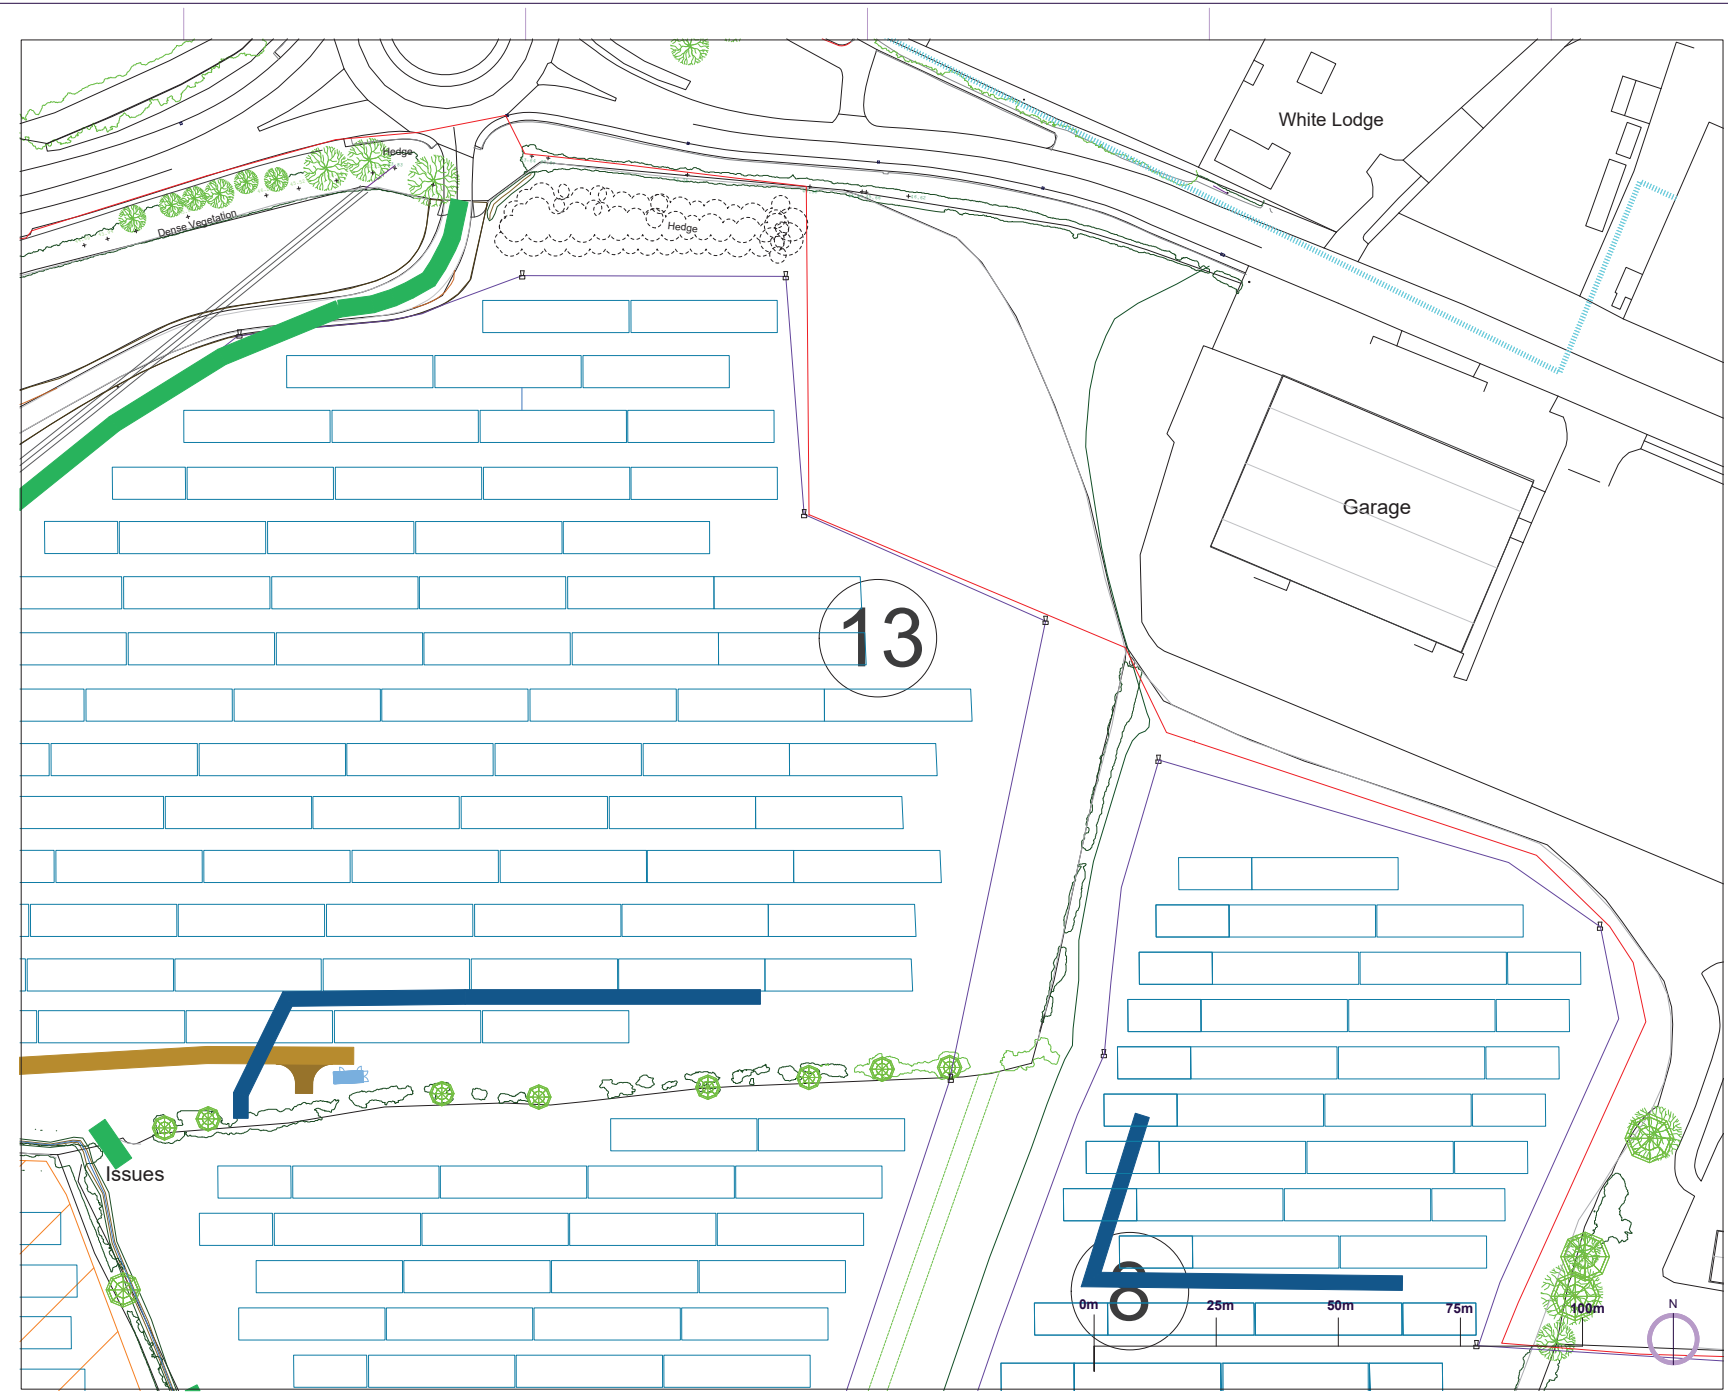 White Lodge
Hedge
Dense Vegetation
Hedge
Garage
13
Issues
8
0m 25m 50m 75m 100m
N